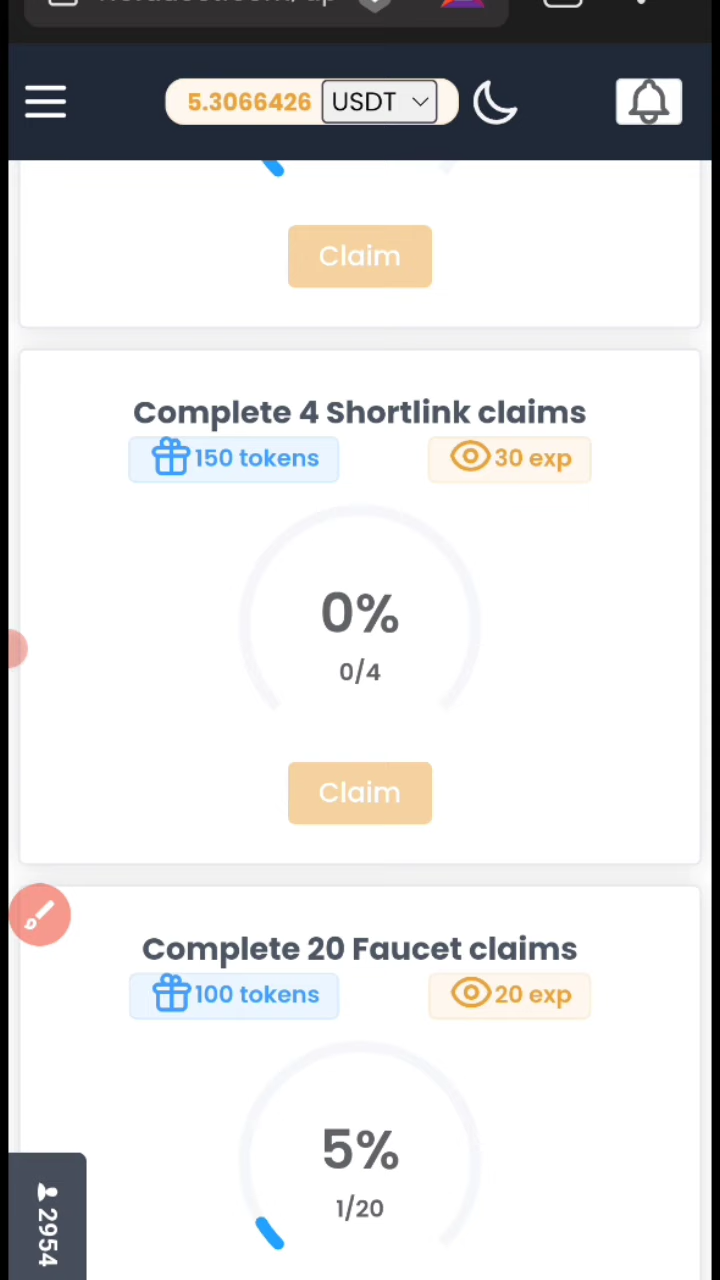 5.3066426 USDT
Claim
Complete 4 Shortlink claims
150 tokens 30 exp
0%
0/4
Claim
Complete 20 Faucet claims
100 tokens 20 exp
5%
1/20
2954